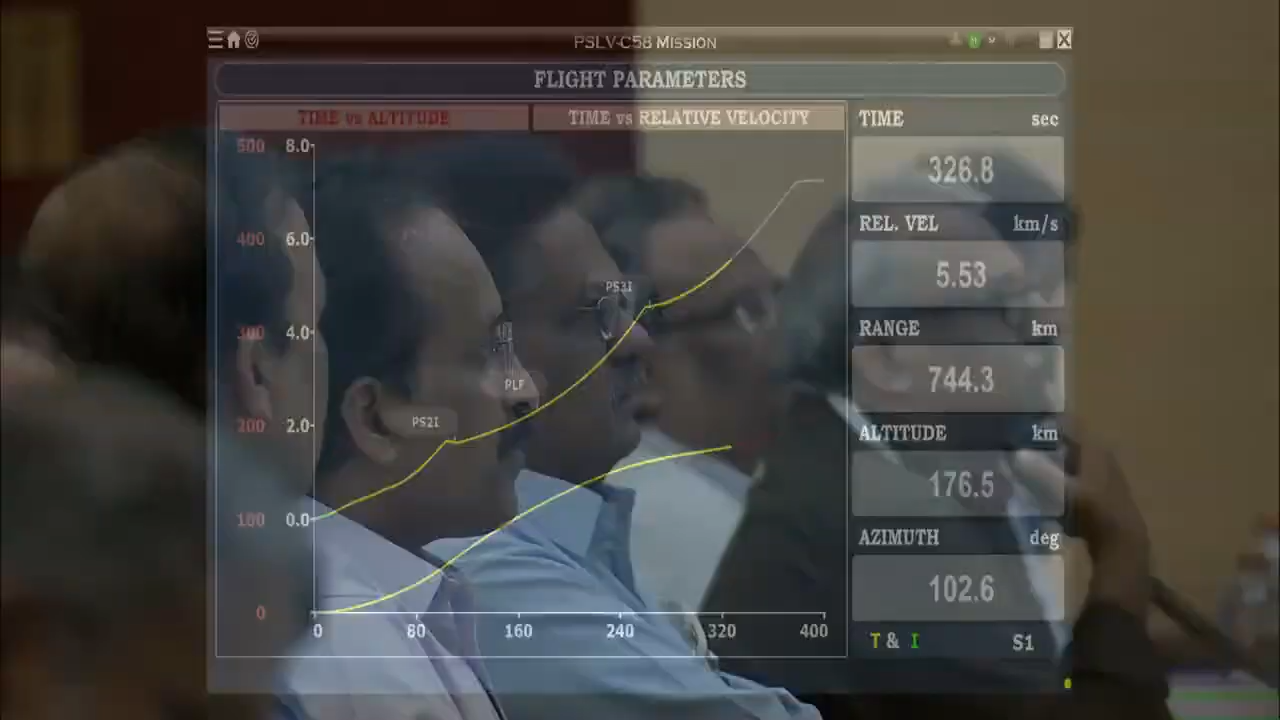 PSLV-C58 MISSION
FLIGHT PARAMETERS
TIME vs ALTITUDE
TIME vs RELATIVE VELOCITY
500 8.0
400 6.0
300 4.0
200 2.0
100 0.0
0
0 80 160 240 320 400
PS2I
PLF
PS3I
TIME sec
326.8
REL. VEL km/s
5.53
RANGE km
744.3
ALTITUDE km
176.5
AZIMUTH deg
102.6
T & I S1